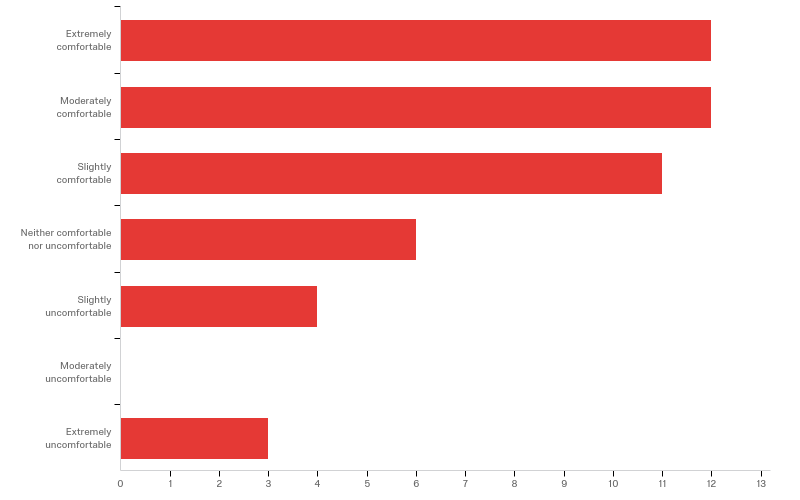 Extremely
comfortable
Moderately
comfortable
Slightly
comfortable
Neither comfortable
nor uncomfortable
Slightly
uncomfortable
Moderately
uncomfortable
Extremely
uncomfortable
0 1 2 3 4 5 6 7 8 9 10 11 12 13